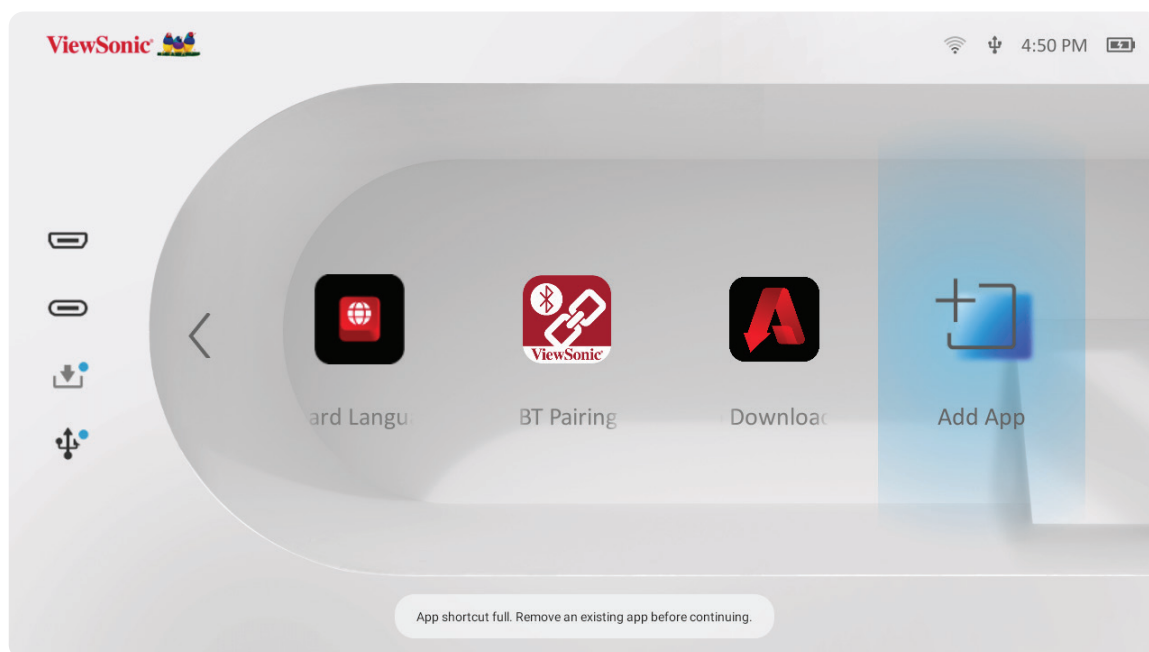 ViewSonic
4:50 PM
ViewSonic
ard Langu
BT Pairing
Downloa
Add App
App shortcut full. Remove an existing app before continuing.